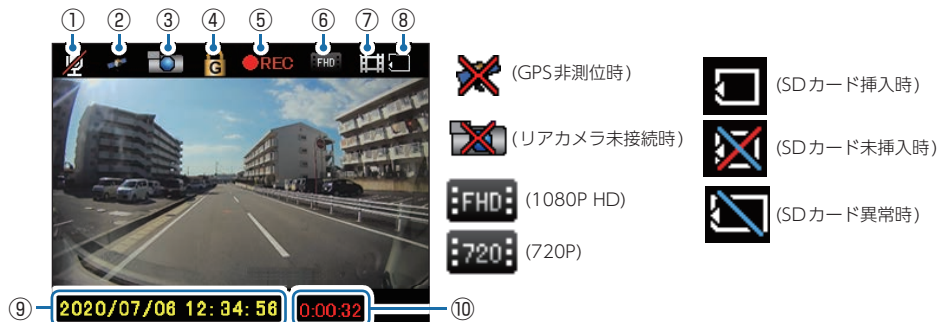 ① ② ③ ④ ⑤ ⑥ ⑦ ⑧
G REC FHD
(GPS非測位時)
(SDカード挿入時)
(リアカメラ未接続時)
(SDカード未挿入時)
FHD (1080P HD)
(SDカード異常時)
720 (720P)
⑨ 2020/07/06 12:34:56 0:00:32 ⑩